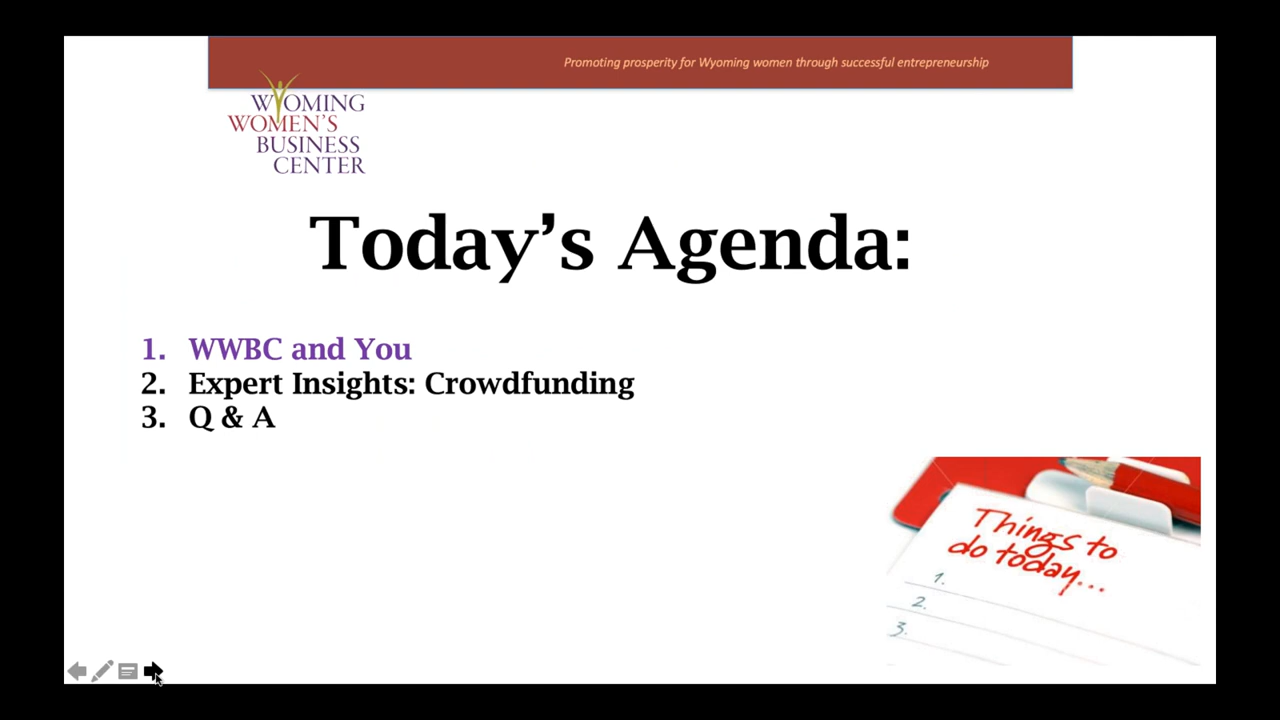 Promoting prosperity for Wyoming women through successful entrepreneurship
WYOMING
WOMEN'S
BUSINESS
CENTER
Today’s Agenda:
1. WWBC and You
2. Expert Insights: Crowdfunding
3. Q & A
Things to
do today...
1.
2.
3.